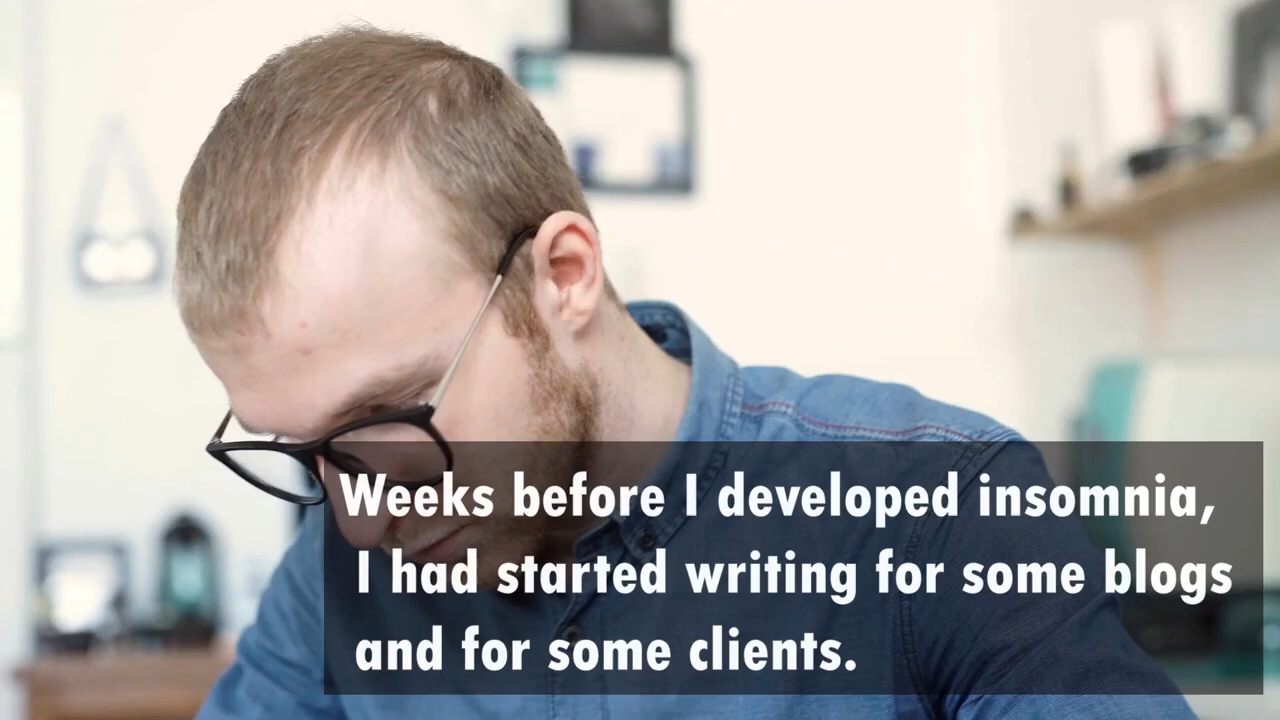 Weeks before I developed insomnia,
I had started writing for some blogs
and for some clients.